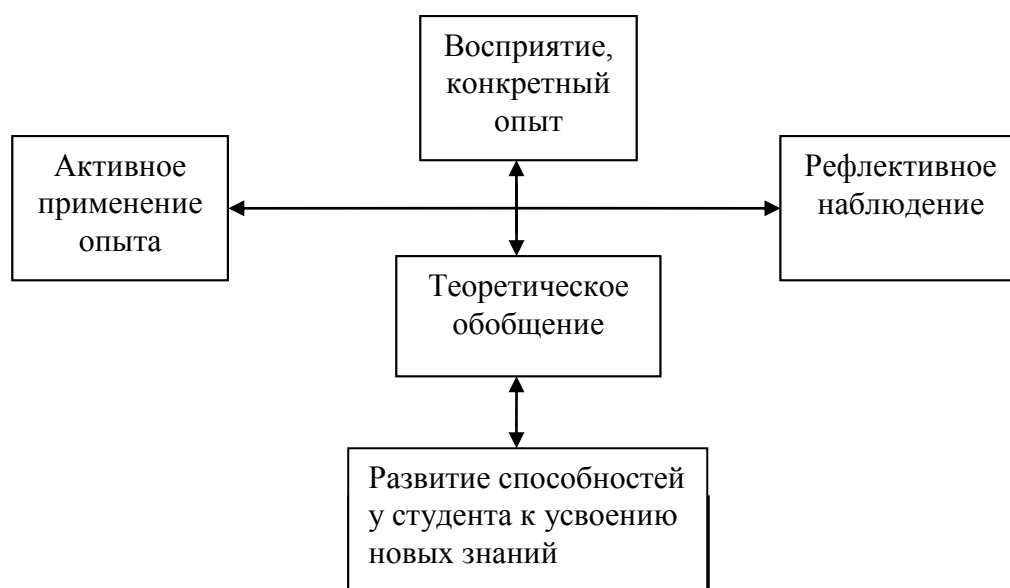 Восприятие,
конкретный
опыт
Активное
применение
опыта
Рефлективное
наблюдение
Теоретическое
обобщение
Развитие способностей
у студента к усвоению
новых знаний